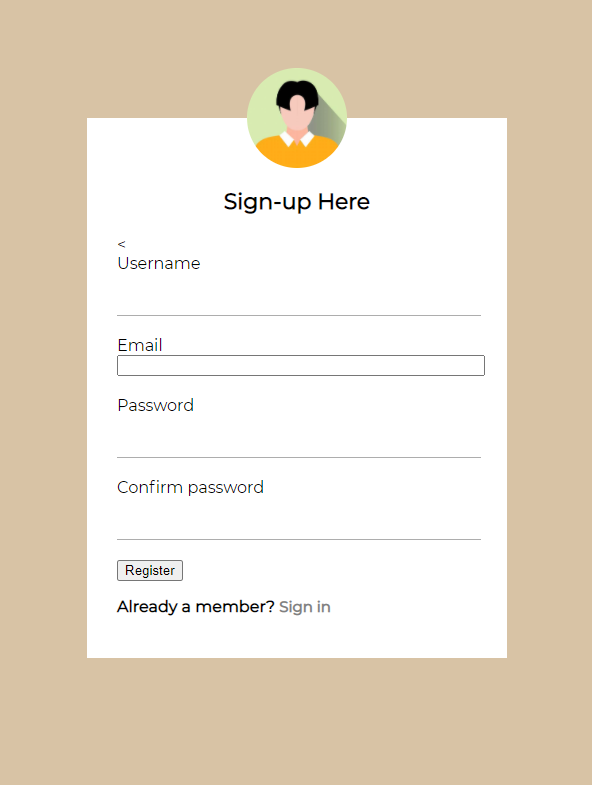 Sign-up Here
<
Username
Email
Password
Confirm password
Register
Already a member? Sign in